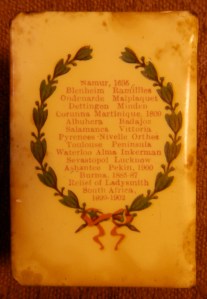 Namur, 1695
Blenheim Ramillies
Oudenarde Malplaquet
Dettingen Minden
Corunna Martinique, 1809
Albuhera Badajoz
Salamanca Vittoria
Pyrenees Nivelle Orthes
Toulouse Peninsula
Waterloo Alma Inkerman
Sevastopol Lucknow
Ashantee Pekin, 1860
Burma, 1885-87
Relief of Ladysmith
South Africa,
1899-1902